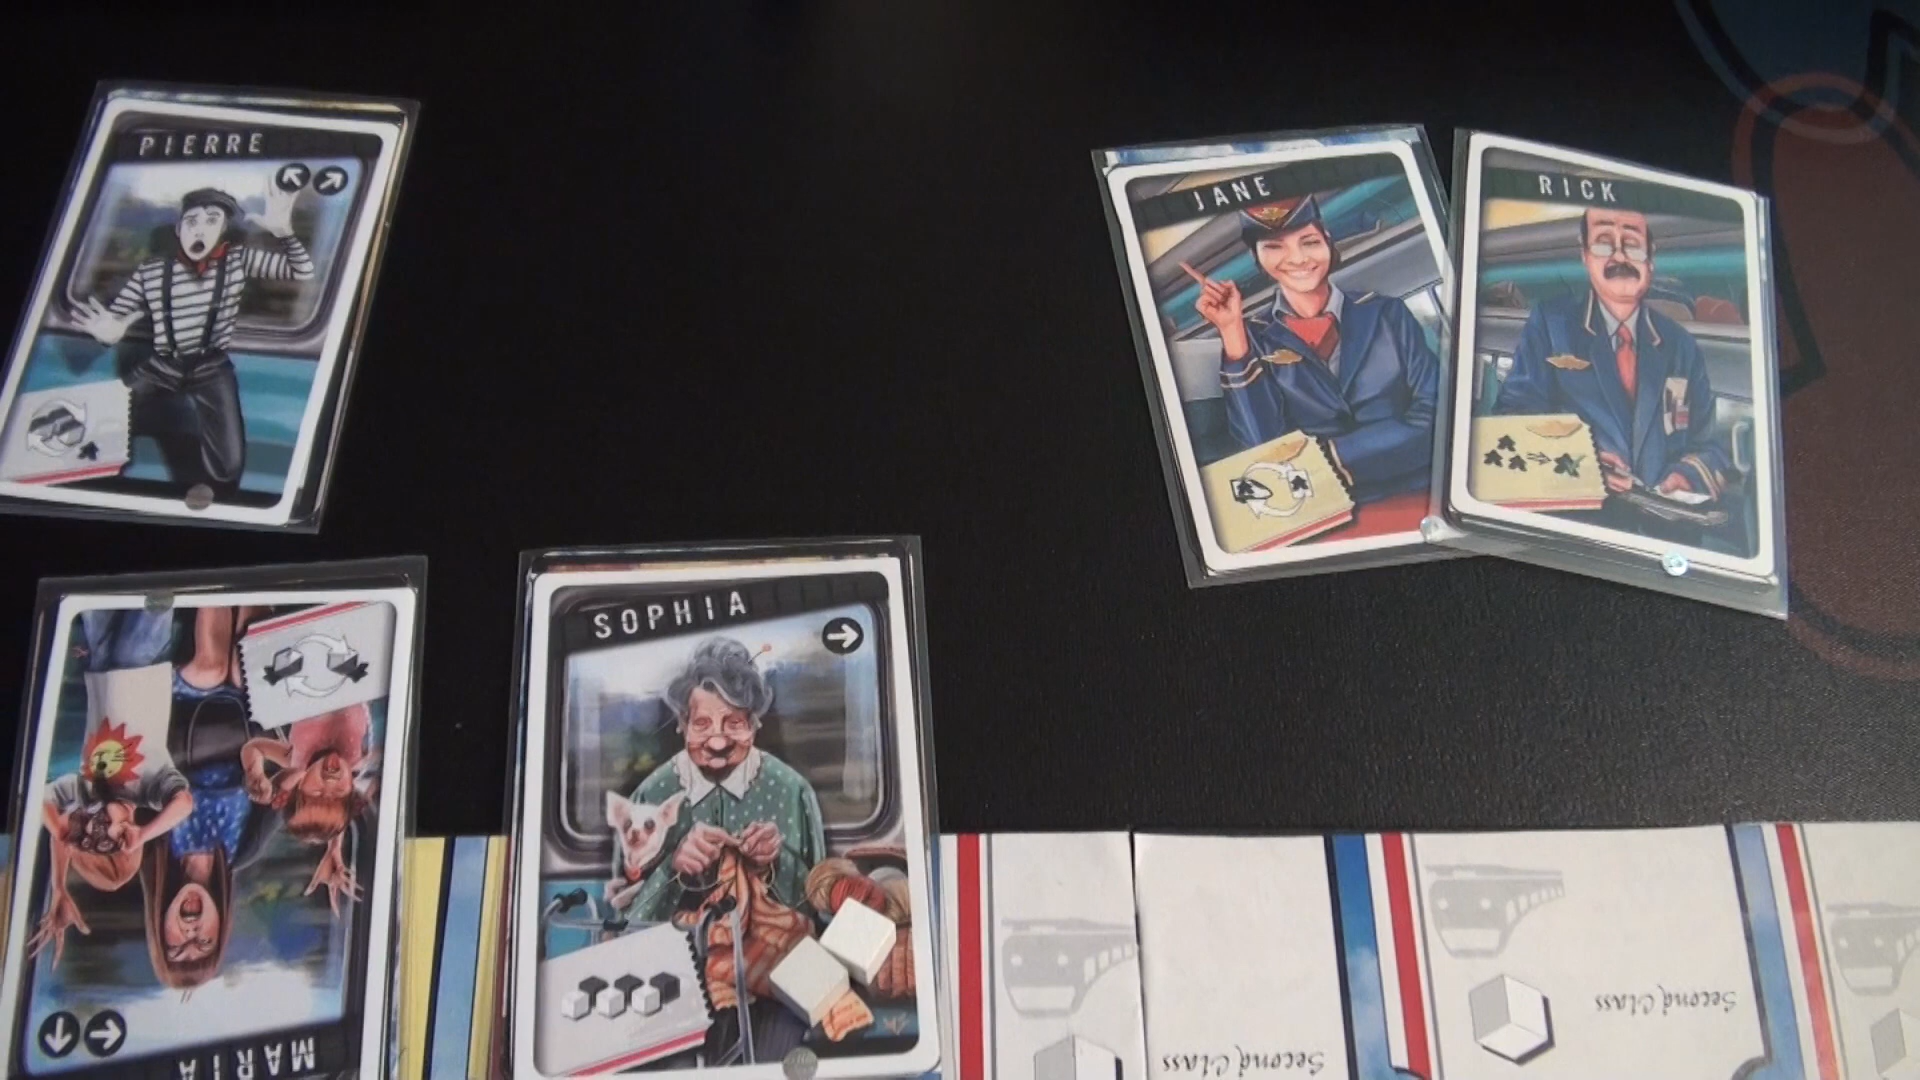 PIERRE
JANE
RICK
SOPHIA
MARIA
Second Class
Second Class